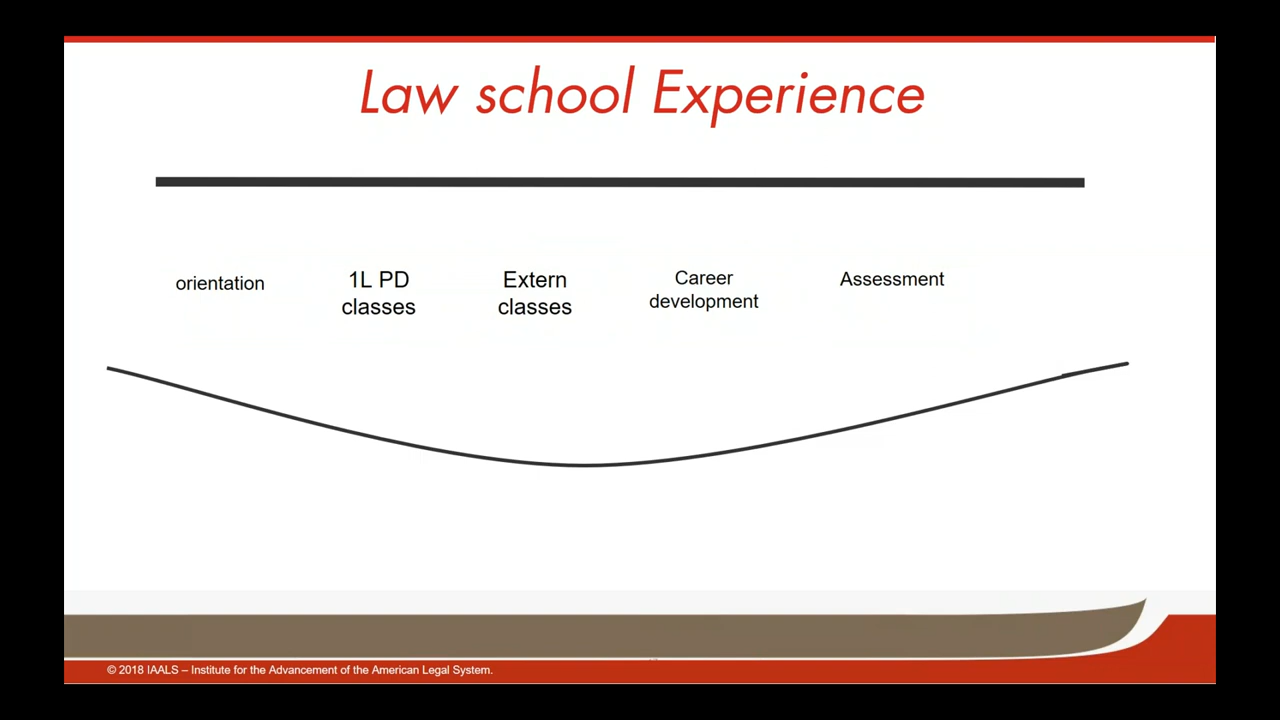 Law school Experience
orientation
1L PD
classes
Extern
classes
Career
development
Assessment
© 2018 IAALS – Institute for the Advancement of the American Legal System.